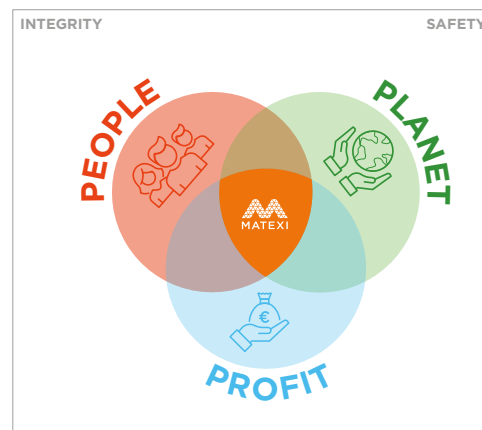 INTEGRITY
SAFETY
PEOPLE
PLANET
MATEXI
€
PROFIT